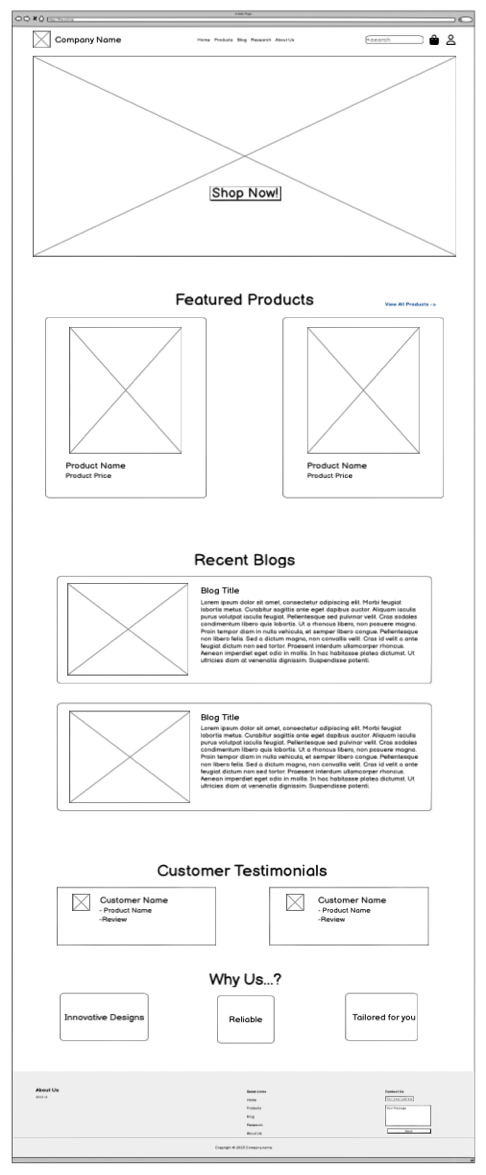 Company Name
Home Products Blog Research About Us
Search
Shop Now!
Featured Products
View All Products ->
Product Name
Product Price
Product Name
Product Price
Recent Blogs
Blog Title
Lorem ipsum dolor sit amet, consectetur adipiscing elit. Morbi feugiat
lobortis metus. Curabitur sagittis ante eget dapibus auctor. Aliquam iaculis
purus volutpat iaculis feugiat. Pellentesque sed pulvinar velit. Cras sodales
condimentum libero quis lobortis. Ut a rhoncus libero, non posuere magna.
Proin tempor diam in nulla vehicula, et semper libero congue. Pellentesque
non libero felis. Sed a dictum magna, non convallis velit. Cras id velit a ante
feugiat dictum non sed tortor. Praesent interdum ullamcorper rhoncus.
Aenean imperdiet eget odio in mollis. In hac habitasse platea dictumst. Ut
ultricies diam at venenatis dignissim. Suspendisse potenti.
Blog Title
Lorem ipsum dolor sit amet, consectetur adipiscing elit. Morbi feugiat
lobortis metus. Curabitur sagittis ante eget dapibus auctor. Aliquam iaculis
purus volutpat iaculis feugiat. Pellentesque sed pulvinar velit. Cras sodales
condimentum libero quis lobortis. Ut a rhoncus libero, non posuere magna.
Proin tempor diam in nulla vehicula, et semper libero congue. Pellentesque
non libero felis. Sed a dictum magna, non convallis velit. Cras id velit a ante
feugiat dictum non sed tortor. Praesent interdum ullamcorper rhoncus.
Aenean imperdiet eget odio in mollis. In hac habitasse platea dictumst. Ut
ultricies diam at venenatis dignissim. Suspendisse potenti.
Customer Testimonials
Customer Name
- Product Name
-Review
Customer Name
- Product Name
-Review
Why Us...?
Innovative Designs
Reliable
Tailored for you
About Us
About Us
Quick Links
Home
Products
Blog
Research
About Us
Contact Us
Your Message
Send